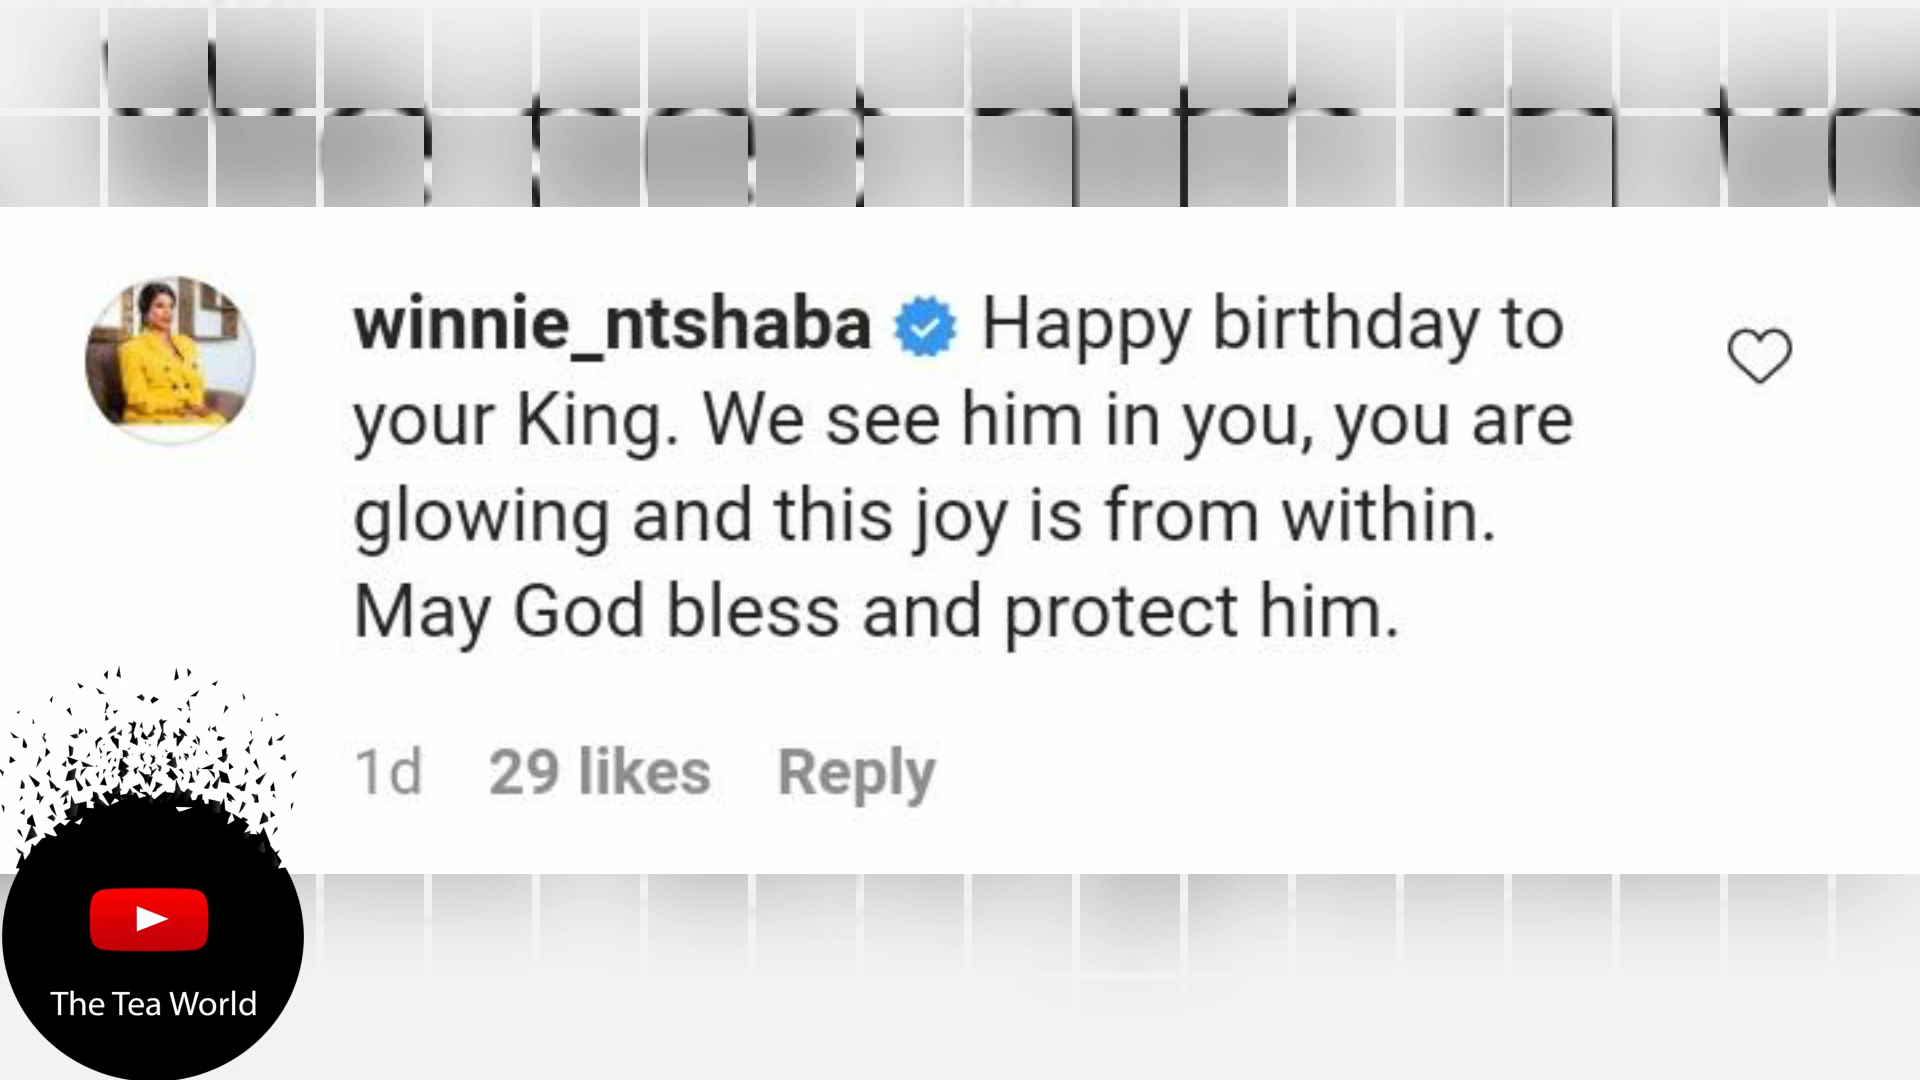 winnie_ntshaba Happy birthday to
your King. We see him in you, you are
glowing and this joy is from within.
May God bless and protect him.
1d 29 likes Reply
The Tea World